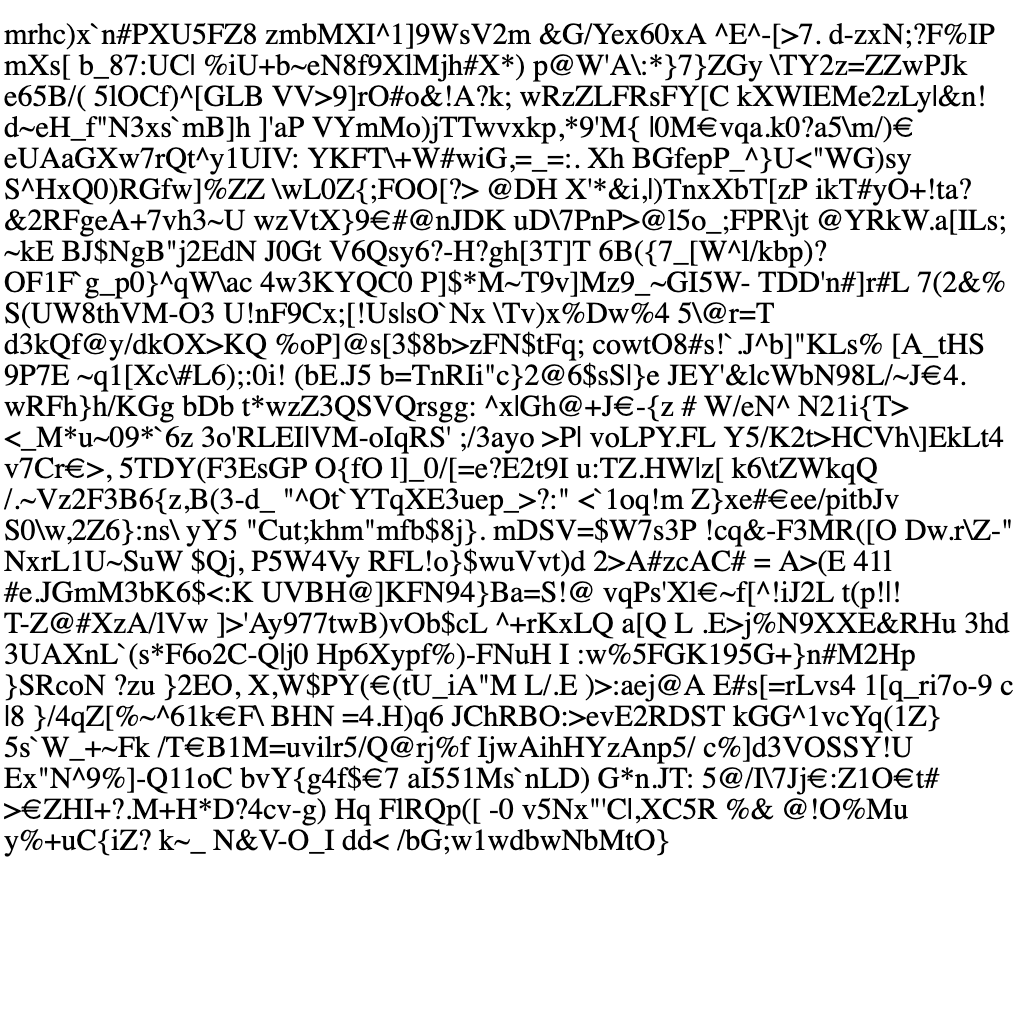 mrhc)x`n#PXU5FZ8 zmbMXI^1]9WsV2m &G/Yex60xA ^E^-[>7. d-zxN;?F%IP
mXs[ b_87:UC| %iU+b~eN8f9XlMjh#X*) p@W'A\:*}7}ZGy \TY2z=ZZwPJk
e65B/( 5lOCf)^[GLB VV>9]rO#o&!A?k; wRzZLFRsFY[C kXWIEMe2zLy|&n!
d~eH_f"N3xs`mB]h ]'aP VYmMo)jTTwvxkp,*9'M{ |0M€vqa.k0?a5\m/)€
eUAaGXw7rQt^y1UIV: YKFT\+W#wiG,=_=:. Xh BGfepP_^}U<"WG)sy
S^HxQ0)RGfw]%ZZ \wL0Z{;FOO[?> @DH X'*&i,|)TnxXbT[zP ikT#yO+!ta?
&2RFgeA+7vh3~U wzVtX}9€#@nJDK uD\7PnP>@l5o_;FPR\jt @YRkW.a[ILs;
~kE BJ$NgB"j2EdN J0Gt V6Qsy6?-H?gh[3T]T 6B({7_[W^l/kbp)?
OF1F`g_p0}^qW\ac 4w3KYQC0 P]$*M~T9v]Mz9_~GI5W- TDD'n#]r#L 7(2&%
S(UW8thVM-O3 U!nF9Cx;[!Us|sO`Nx \Tv)x%Dw%4 5\@r=T
d3kQf@y/dkOX>KQ %oP]@s[3$8b>zFN$tFq; cowtO8#s!`.J^b]"KLs% [A_tHS
9P7E ~q1[Xc\#L6);:0i! (bE.J5 b=TnRIi"c}2@6$sS|}e JEY'&lcWbN98L/~J€4.
wRFh}h/KGg bDb t*wzZ3QSVQrsgg: ^x|Gh@+J€-{z # W/eN^ N21i{T>
<_M*u~09*`6z 3o'RLEI|VM-oIqRS' ;/3ayo >P| voLPY.FL Y5/K2t>HCVh\]EkLt4
v7Cr€>, 5TDY(F3EsGP O{fO l]_0/[=e?E2t9I u:TZ.HW|z[ k6\tZWkqQ
/.~Vz2F3B6{z,B(3-d_ "^Ot`YTqXE3uep_>?:" <`1oq!m Z}xe#€ee/pitbJv
S0\w,2Z6}:ns\ yY5 "Cut;khm"mfb$8j}. mDSV=$W7s3P !cq&-F3MR([O Dw.r\Z-"
NxrL1U~SuW $Qj, P5W4Vy RFL!o}$wuVvt)d 2>A#zcAC# = A>(E 41l
#e.JGmM3bK6$<:K UVBH@]KFN94}Ba=S!@ vqPs'Xl€~f[^!iJ2L t(p!|!
T-Z@#XzA/lVw ]>'Ay977twB)vOb$cL ^+rKxLQ a[Q L .E>j%N9XXE&RHu 3hd
3UAXnL`(s*F6o2C-Q|j0 Hp6Xypf%)-FNuH I :w%5FGK195G+}n#M2Hp
}SRcoN ?zu }2EO, X,W$PY(€(tU_iA"M L/.E )>:aej@A E#s[=rLvs4 1[q_ri7o-9 c
|8 }/4qZ[%~^61k€F\ BHN =4.H)q6 JChRBO:>evE2RDST kGG^1vcYq(1Z}
5s`W_+~Fk /T€B1M=uvilr5/Q@rj%f IjwAihHYzAnp5/ c%]d3VOSSY!U
Ex"N^9%]-Q11oC bvY{g4f$€7 aI551Ms`nLD) G*n.JT: 5@/I\7Jj€:Z1O€t#
>€ZHI+?.M+H*D?4cv-g) Hq FlRQp([ -0 v5Nx"'C|,XC5R %& @!O%Mu
y%+uC{iZ? k~_ N&V-O_I dd< /bG;w1wdbwNbMtO}